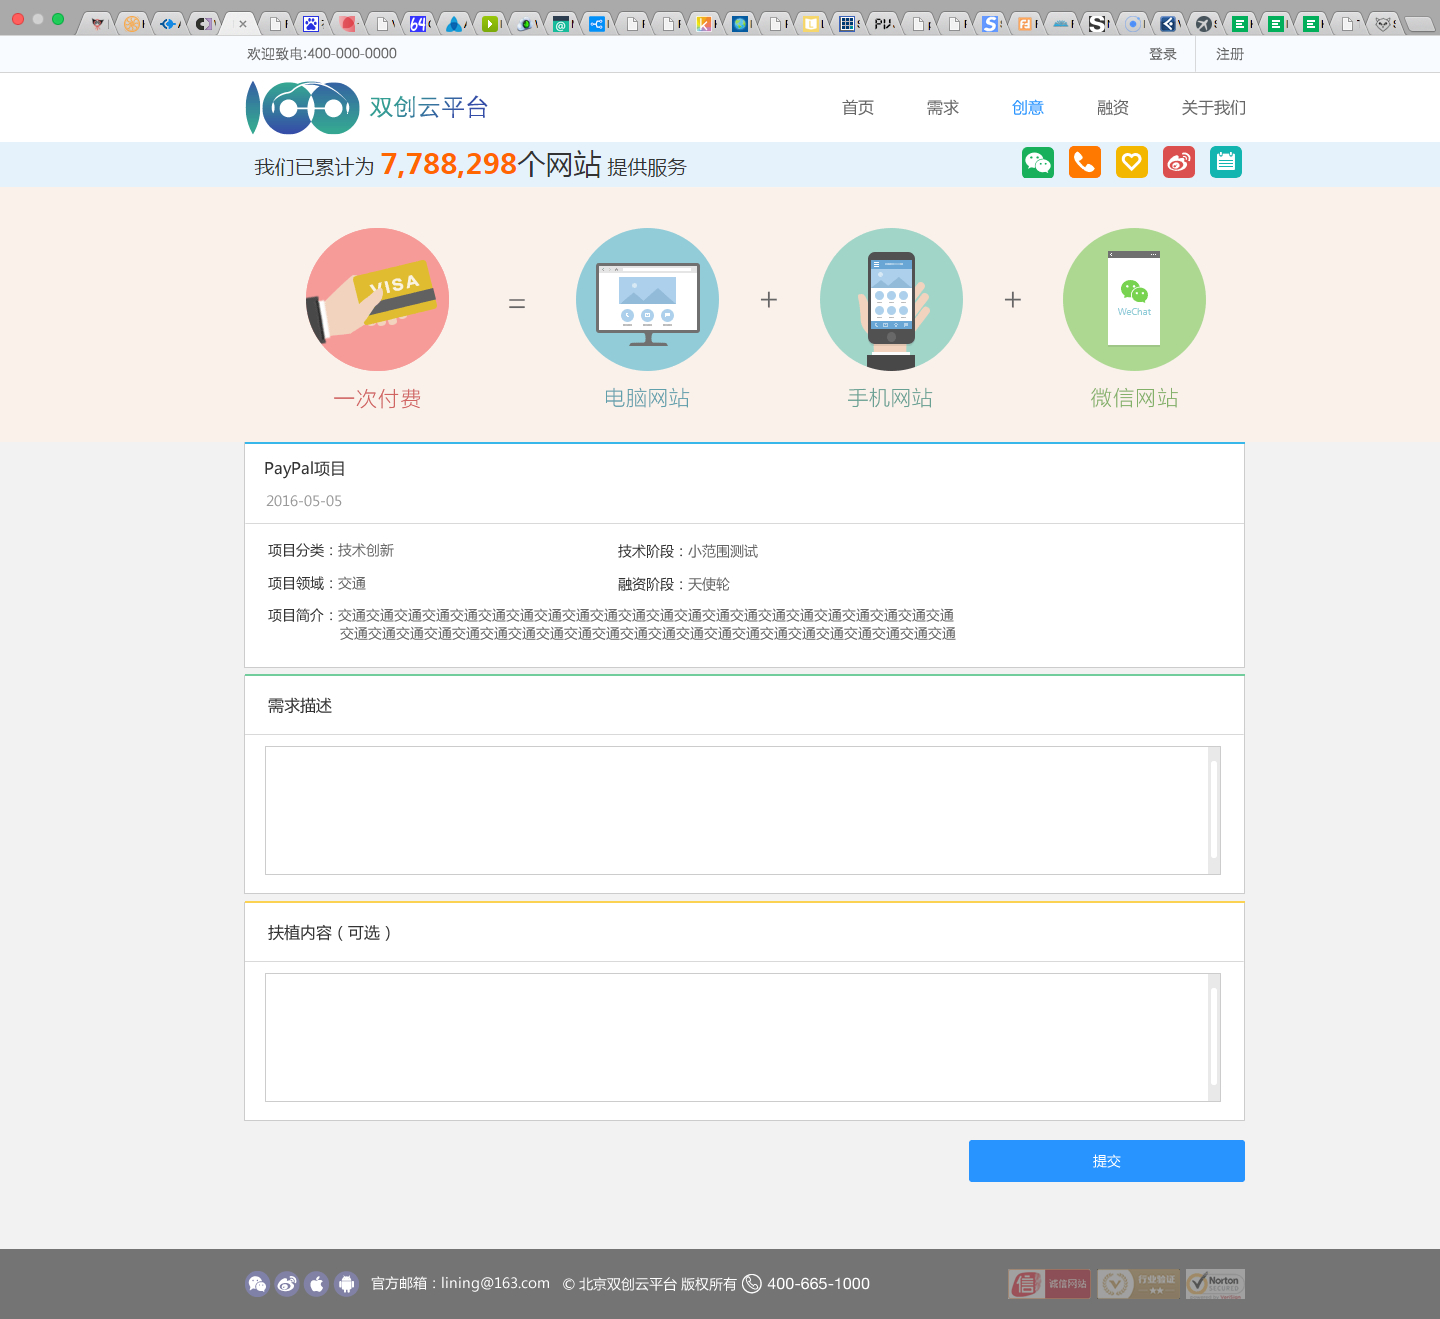 欢迎致电:400-000-0000
登录
注册
双创云平台
首页
需求
创意
融资
关于我们
我们已累计为 7,788,298个网站 提供服务
VISA
=
+
+
WeChat
一次付费
电脑网站
手机网站
微信网站
PayPal项目
2016-05-05
项目分类：技术创新
技术阶段：小范围测试
项目领域：交通
融资阶段：天使轮
项目简介：交通交通交通交通交通交通交通交通交通交通交通交通交通交通交通交通交通交通交通交通交通交通
交通交通交通交通交通交通交通交通交通交通交通交通交通交通交通交通交通交通交通交通交通交通
需求描述
扶植内容（可选）
提交
官方邮箱：lining@163.com
© 北京双创云平台 版权所有
400-665-1000
信
诚信网站
行业验证
Norton
SECURED